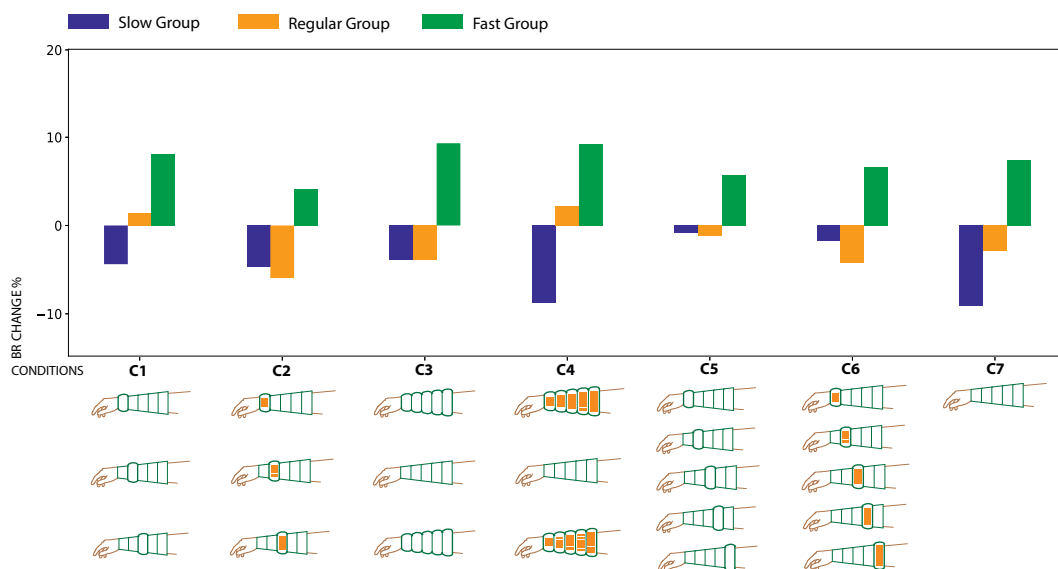 Slow Group Regular Group Fast Group
20
10
0
−10
BR CHANGE %
CONDITIONS C1 C2 C3 C4 C5 C6 C7